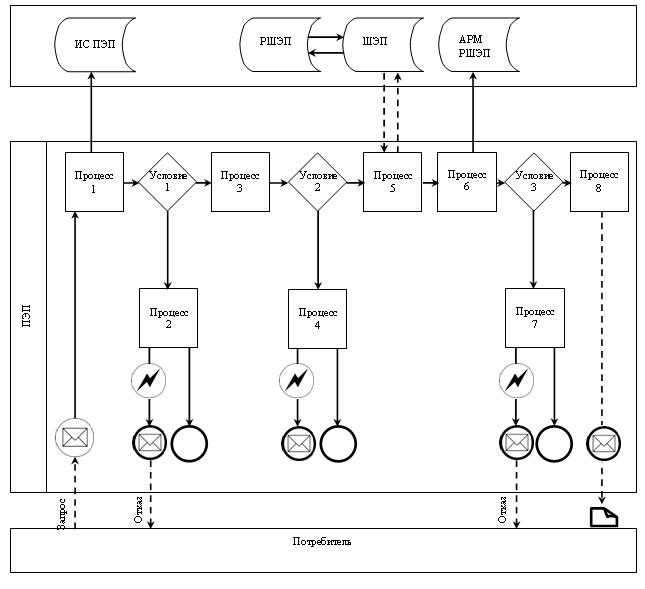 ИС ПЭП
РШЭП
ШЭП
АРМ
РШЭП
ПЭП
Процесс
1
Условие
1
Процесс
3
Условие
2
Процесс
5
Процесс
6
Условие
3
Процесс
8
Процесс
2
Процесс
4
Процесс
7
Запрос
Отказ
Отказ
Потребитель